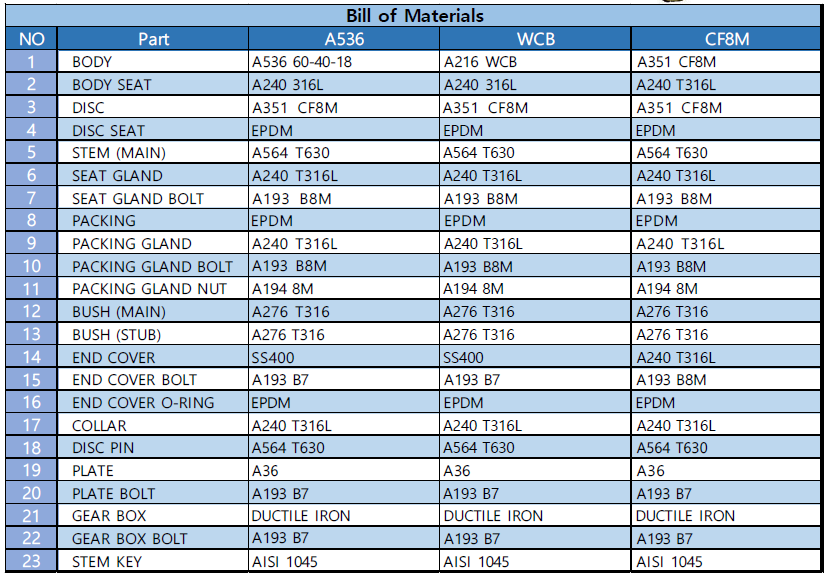 Bill of Materials
NO Part A536 WCB CF8M
1 BODY A536 60-40-18 A216 WCB A351 CF8M
2 BODY SEAT A240 316L A240 316L A240 T316L
3 DISC A351 CF8M A351 CF8M A351 CF8M
4 DISC SEAT EPDM EPDM EPDM
5 STEM (MAIN) A564 T630 A564 T630 A564 T630
6 SEAT GLAND A240 T316L A240 T316L A240 T316L
7 SEAT GLAND BOLT A193 B8M A193 B8M A193 B8M
8 PACKING EPDM EPDM EPDM
9 PACKING GLAND A240 T316L A240 T316L A240 T316L
10 PACKING GLAND BOLT A193 B8M A193 B8M A193 B8M
11 PACKING GLAND NUT A194 8M A194 8M A194 8M
12 BUSH (MAIN) A276 T316 A276 T316 A276 T316
13 BUSH (STUB) A276 T316 A276 T316 A276 T316
14 END COVER SS400 SS400 A240 T316L
15 END COVER BOLT A193 B7 A193 B7 A193 B8M
16 END COVER O-RING EPDM EPDM EPDM
17 COLLAR A240 T316L A240 T316L A240 T316L
18 DISC PIN A564 T630 A564 T630 A564 T630
19 PLATE A36 A36 A36
20 PLATE BOLT A193 B7 A193 B7 A193 B7
21 GEAR BOX DUCTILE IRON DUCTILE IRON DUCTILE IRON
22 GEAR BOX BOLT A193 B7 A193 B7 A193 B7
23 STEM KEY AISI 1045 AISI 1045 AISI 1045